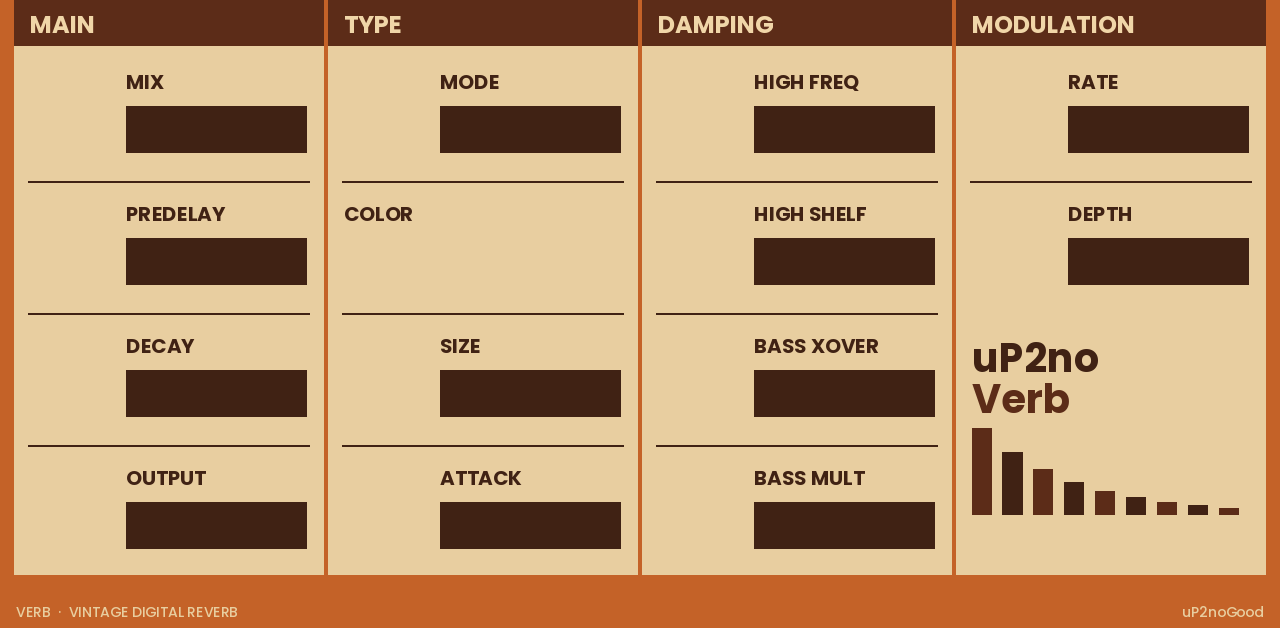 MAIN
MIX
PREDELAY
DECAY
OUTPUT
TYPE
MODE
COLOR
SIZE
ATTACK
DAMPING
HIGH FREQ
HIGH SHELF
BASS XOVER
BASS MULT
MODULATION
RATE
DEPTH
uP2no
Verb
VERB · VINTAGE DIGITAL REVERB
uP2noGood